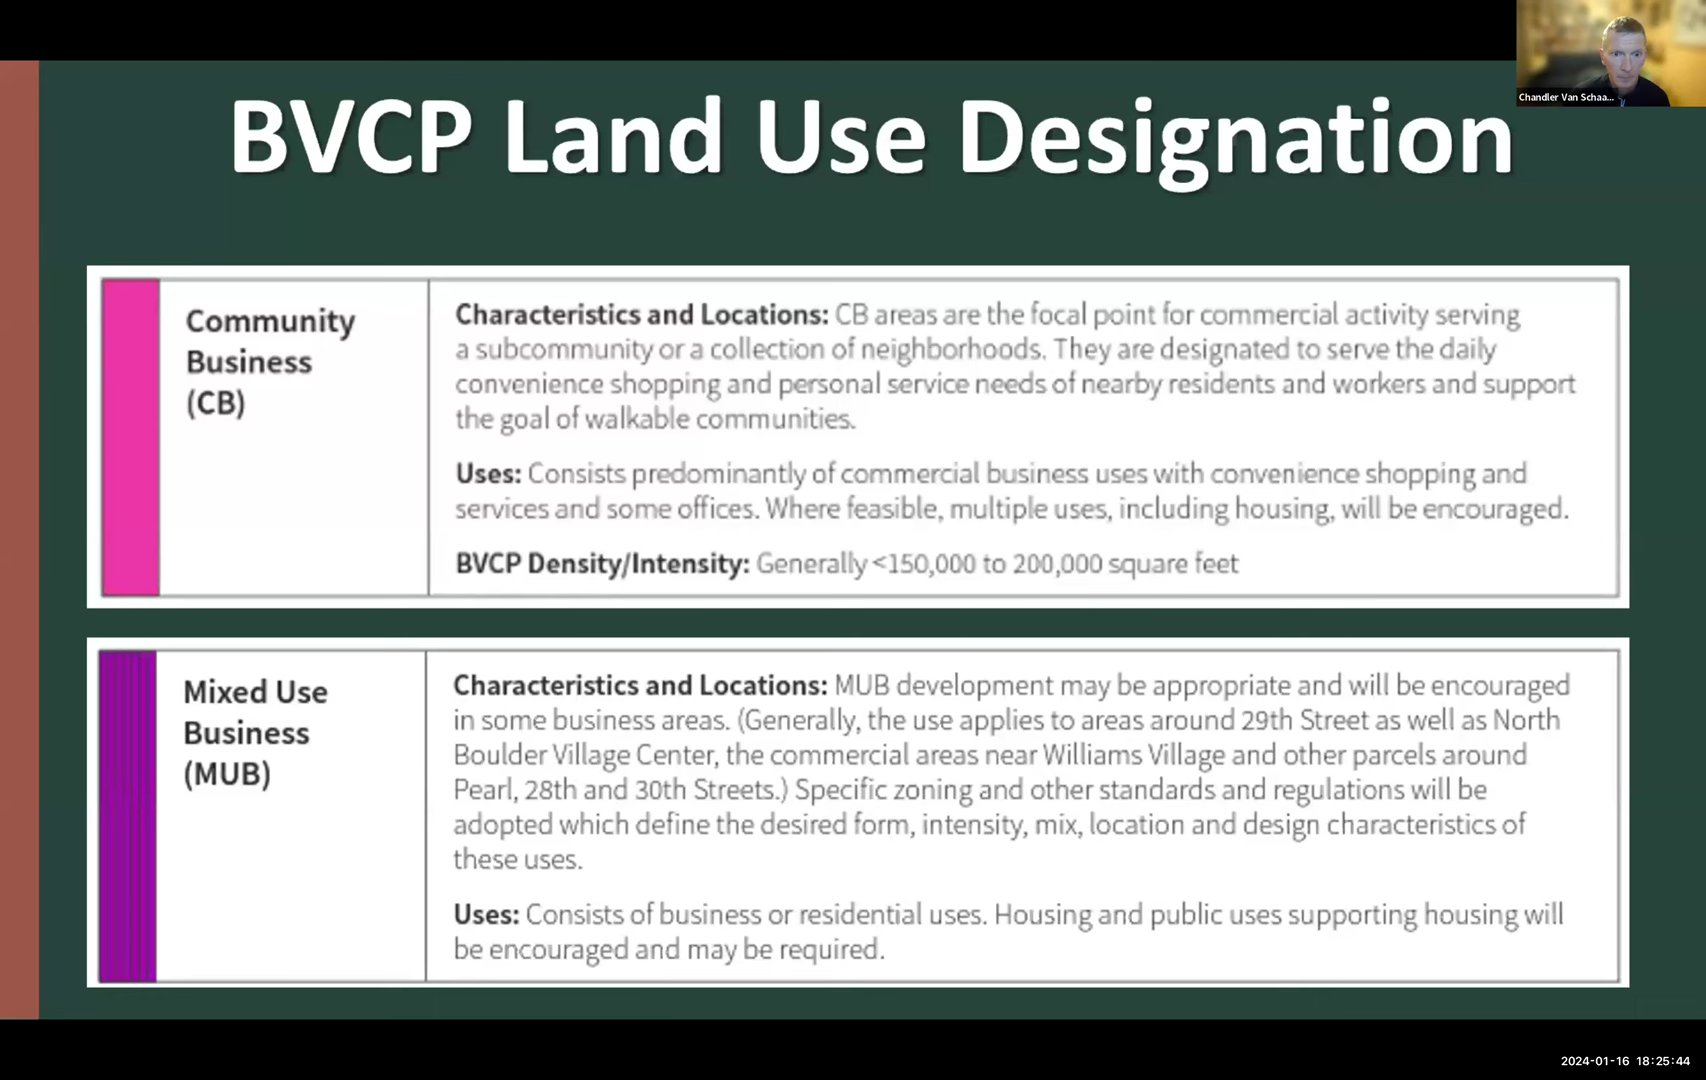 Chandler Van Schaa...
BVCP Land Use Designation
Community
Business
(CB)
Characteristics and Locations: CB areas are the focal point for commercial activity serving
a subcommunity or a collection of neighborhoods. They are designated to serve the daily
convenience shopping and personal service needs of nearby residents and workers and support
the goal of walkable communities.
Uses: Consists predominantly of commercial business uses with convenience shopping and
services and some offices. Where feasible, multiple uses, including housing, will be encouraged.
BVCP Density/Intensity: Generally <150,000 to 200,000 square feet
Mixed Use
Business
(MUB)
Characteristics and Locations: MUB development may be appropriate and will be encouraged
in some business areas. (Generally, the use applies to areas around 29th Street as well as North
Boulder Village Center, the commercial areas near Williams Village and other parcels around
Pearl, 28th and 30th Streets.) Specific zoning and other standards and regulations will be
adopted which define the desired form, intensity, mix, location and design characteristics of
these uses.
Uses: Consists of business or residential uses. Housing and public uses supporting housing will
be encouraged and may be required.
2024-01-16 18:25:44